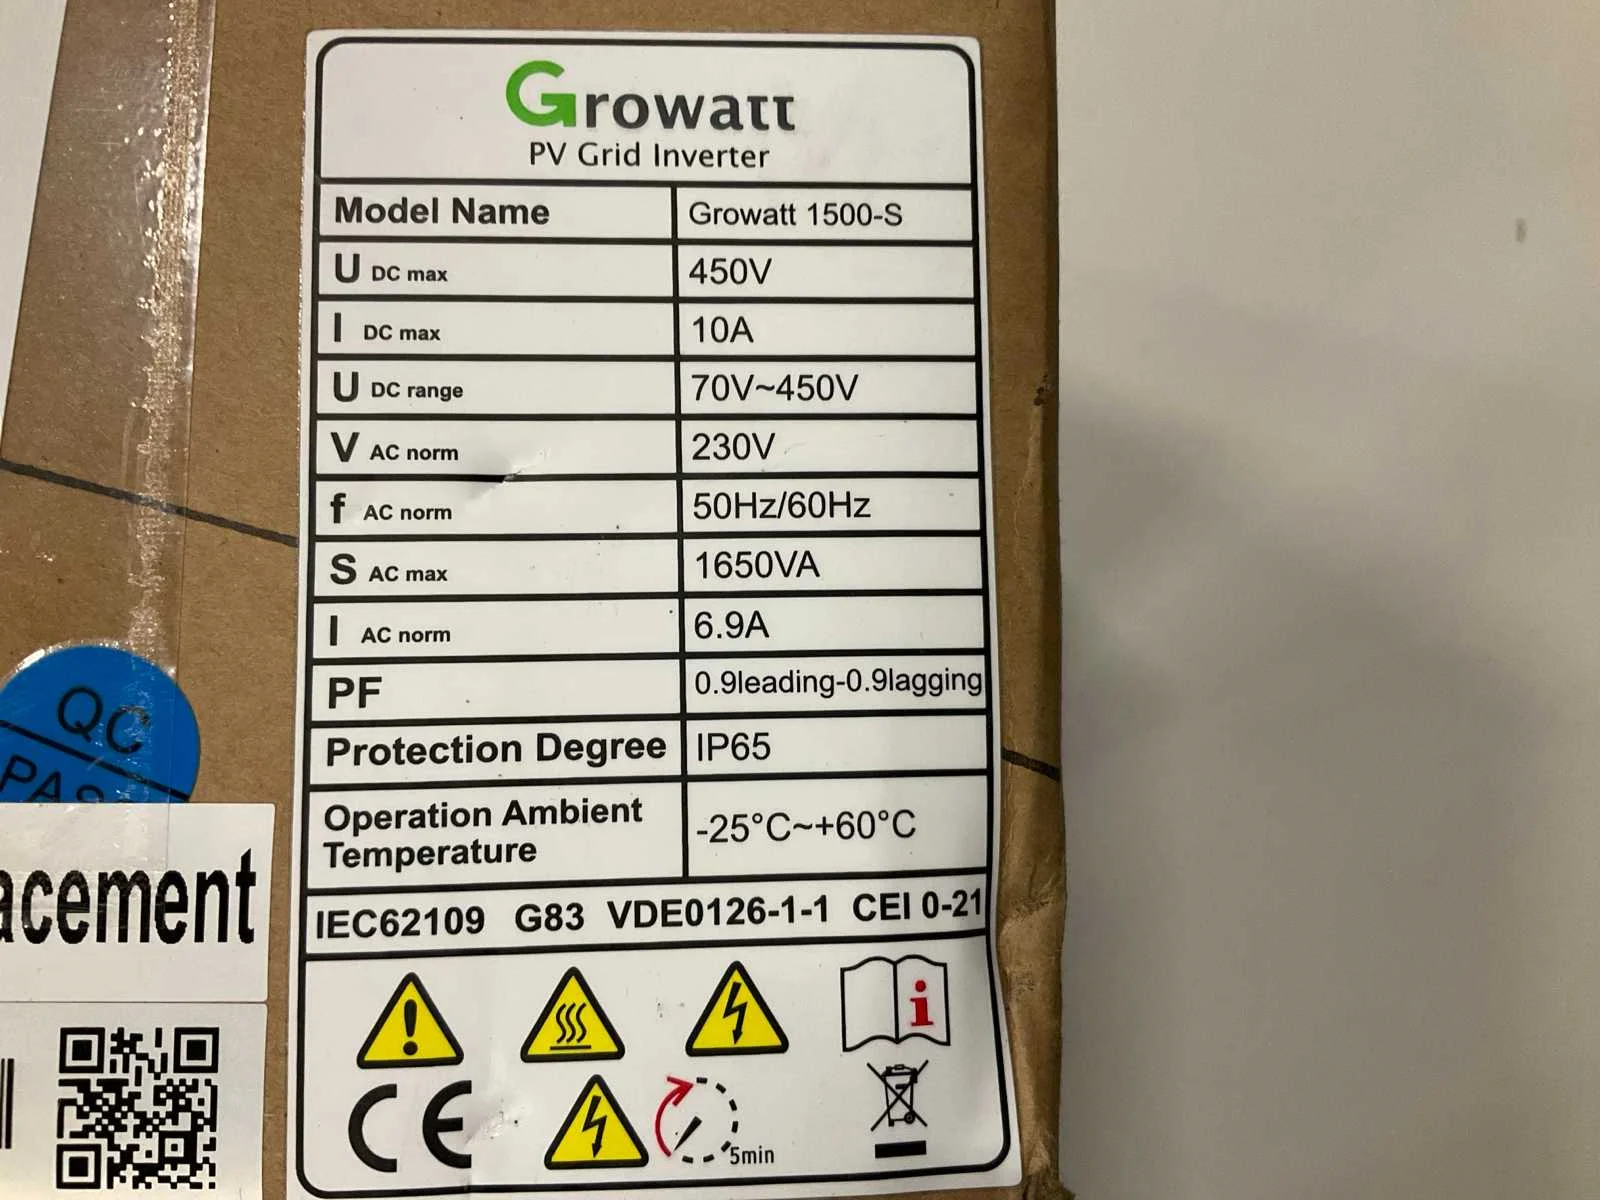 Growatt
PV Grid Inverter
Model Name Growatt 1500-S
U DC max 450V
I DC max 10A
U DC range 70V~450V
V AC norm 230V
f AC norm 50Hz/60Hz
S AC max 1650VA
I AC norm 6.9A
PF 0.9leading-0.9lagging
Protection Degree IP65
Operation Ambient
Temperature -25°C~+60°C
IEC62109 G83 VDE0126-1-1 CEI 0-21
i
CE
5min
QC
PAS
acement